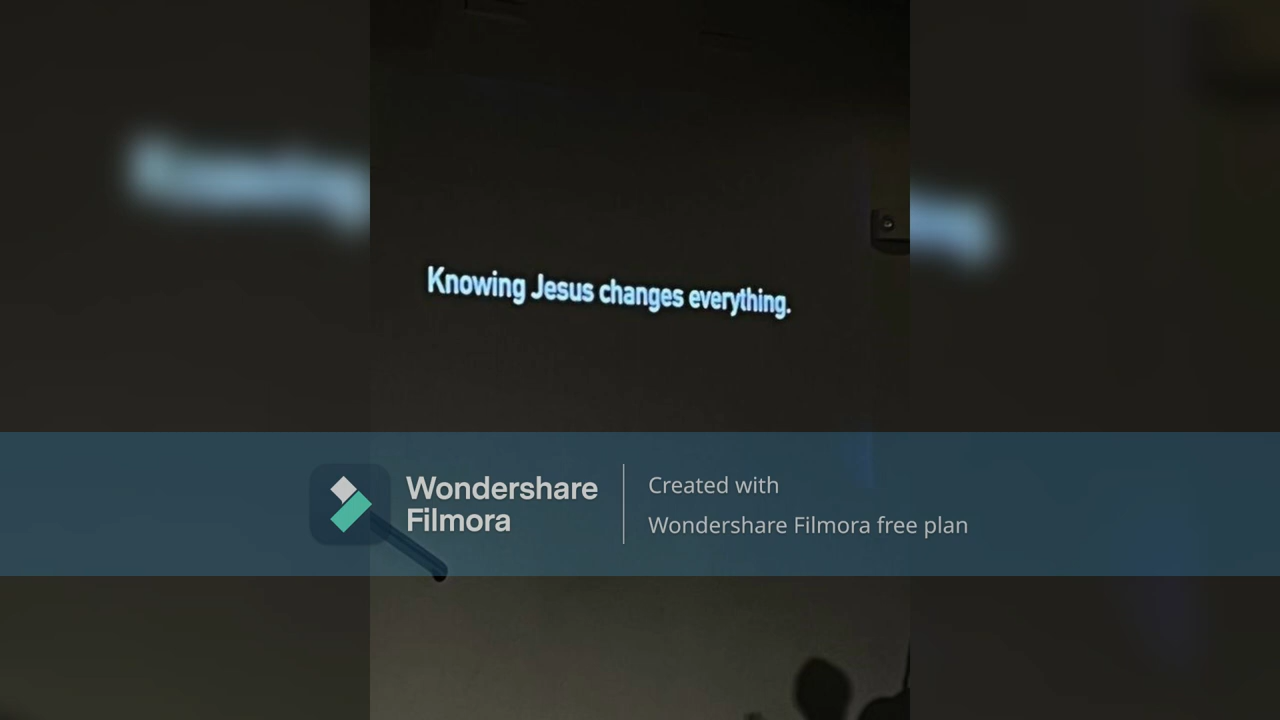 Knowing Jesus changes everything.
Wondershare
Filmora
Created with
Wondershare Filmora free plan